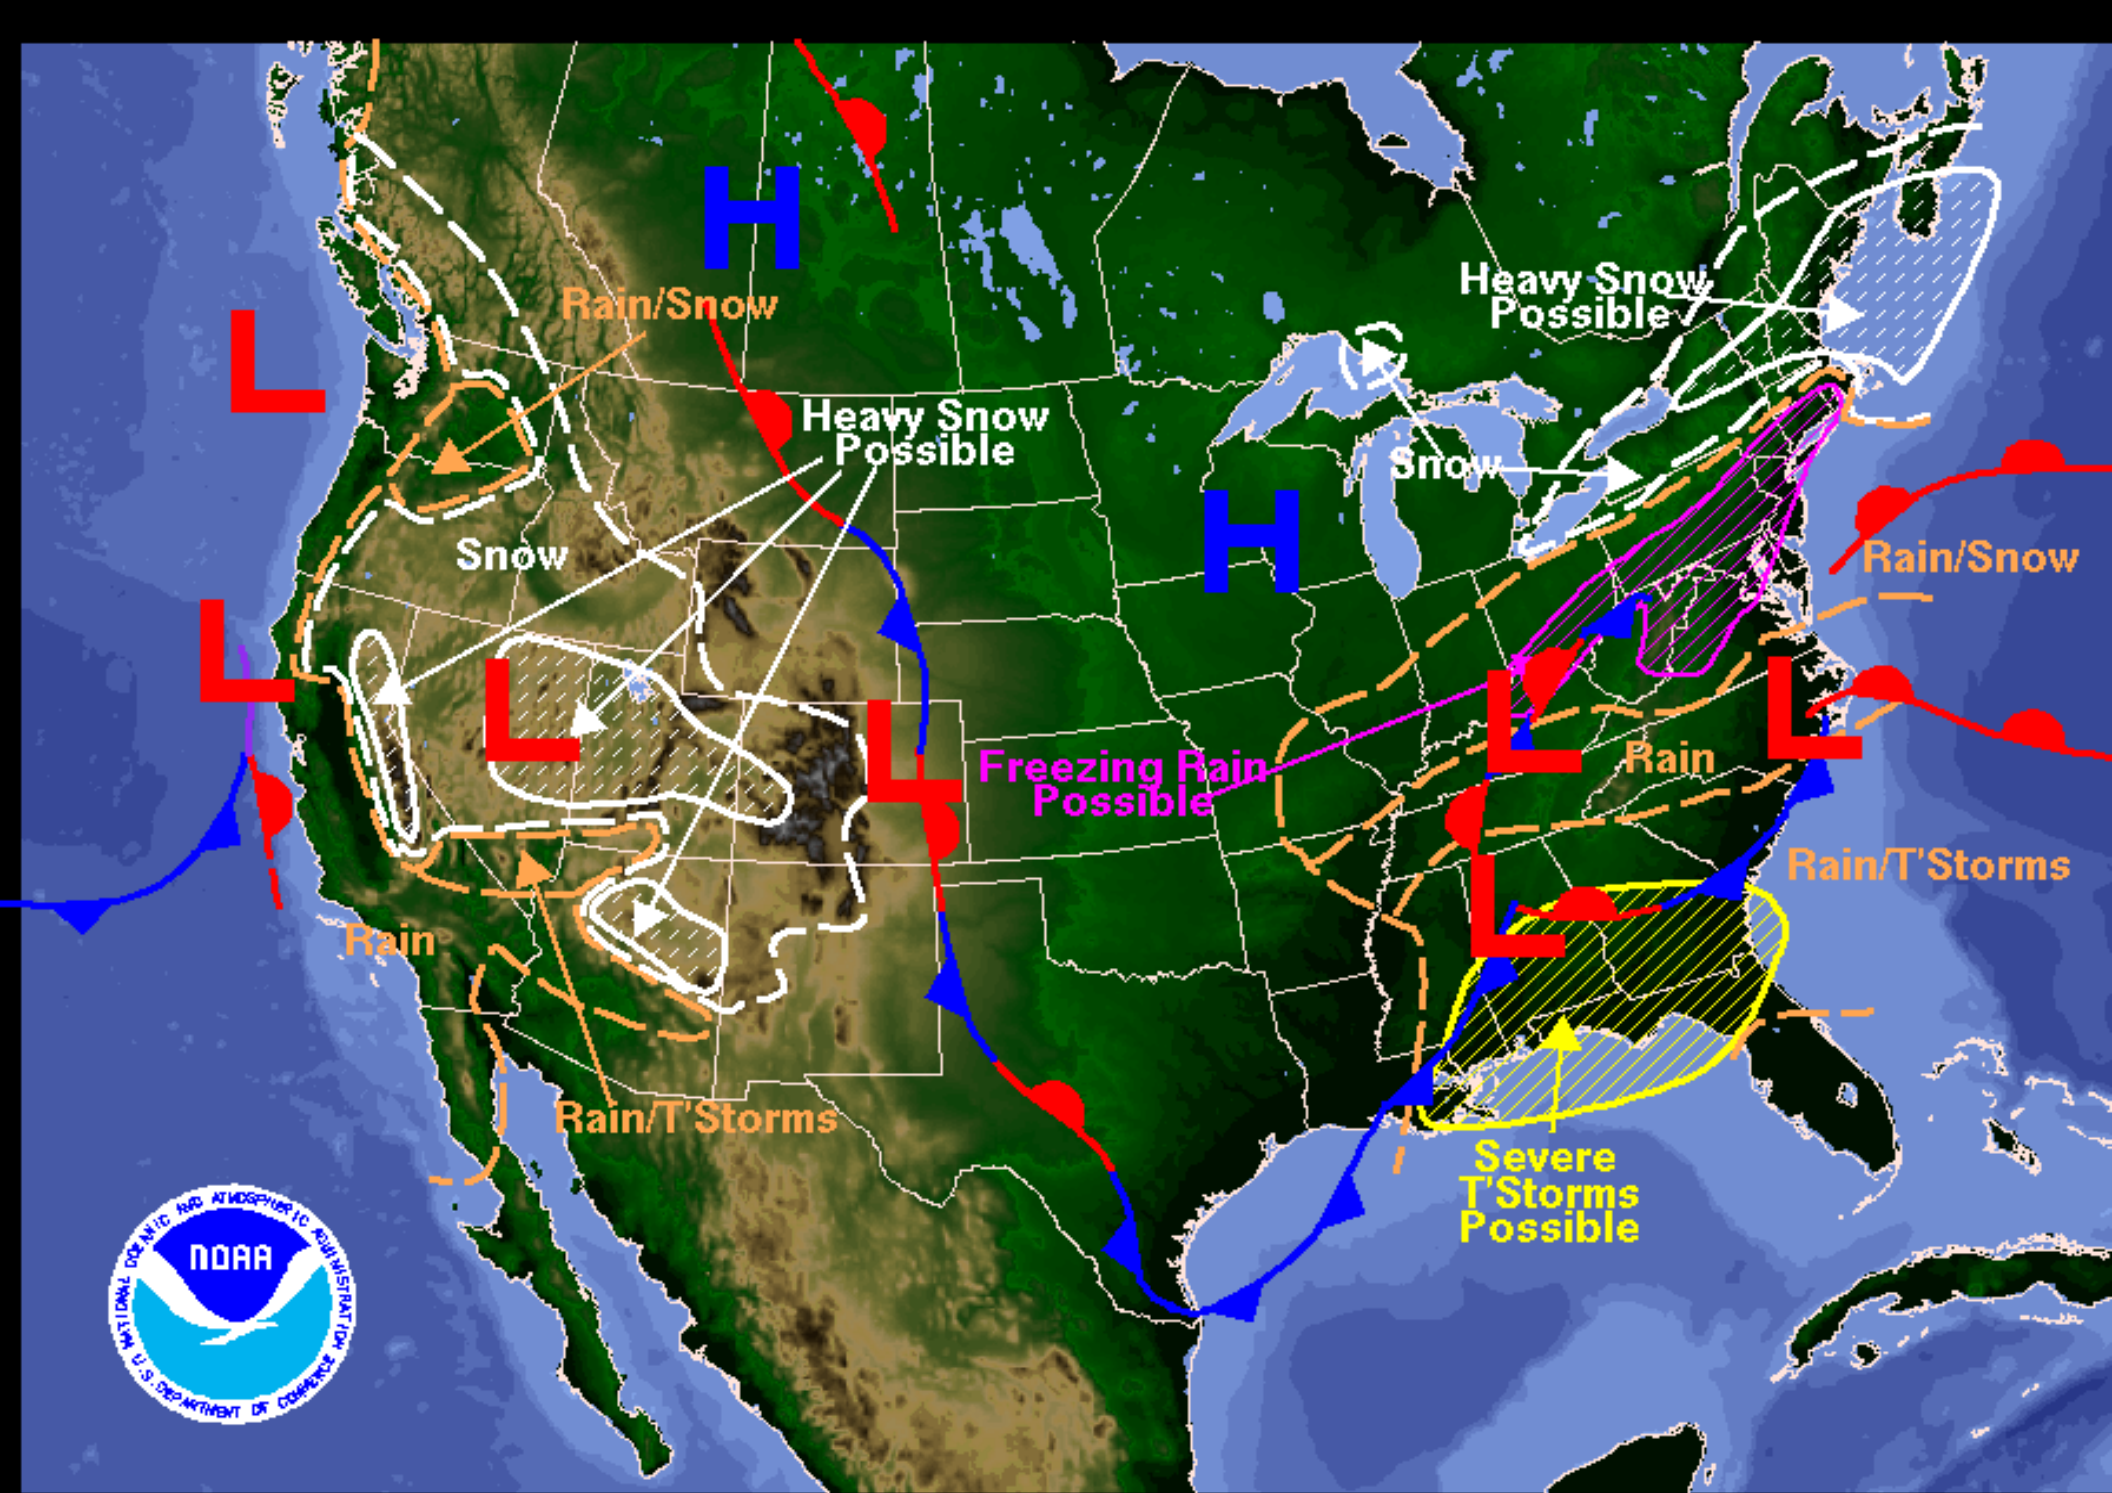 H
Rain/Snow
Heavy Snow
Possible
L
Heavy Snow
Possible
Snow
H
Snow
Rain/Snow
L
L
L
L
L
Freezing Rain
Possible
Rain
Rain/T'Storms
L
Rain
Rain/T'Storms
Severe
T'Storms
Possible
NATIONAL OCEANIC AND ATMOSPHERIC ADMINISTRATION
NOAA
U.S. DEPARTMENT OF COMMERCE